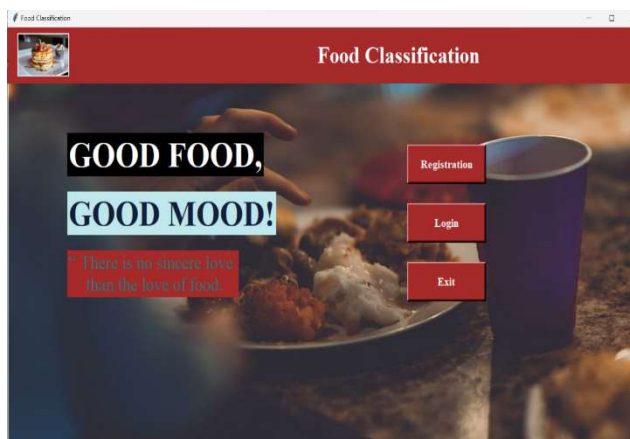 Food Classification
Food Classification
GOOD FOOD,
GOOD MOOD!
“ There is no sincere love
than the love of food.
Registration
Login
Exit